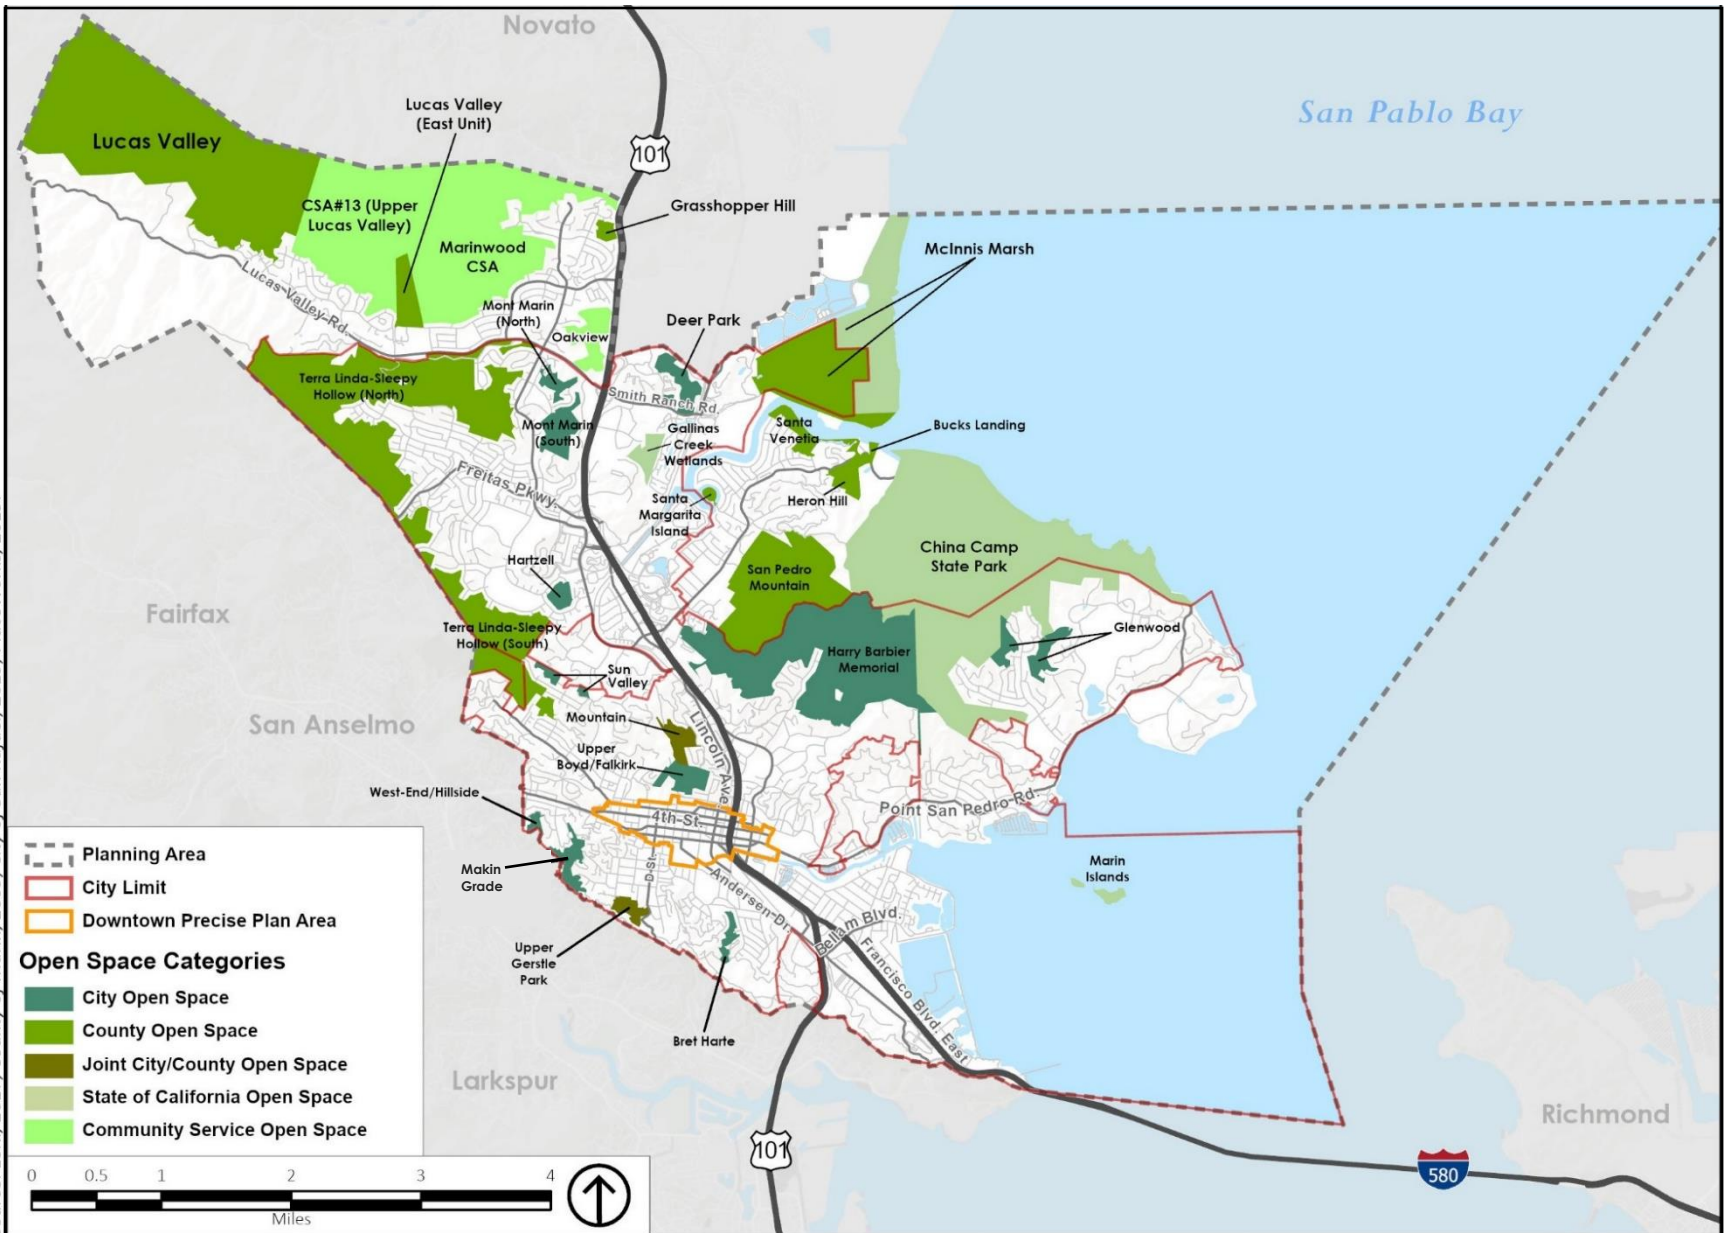 Novato
Lucas Valley
(East Unit)
San Pablo Bay
Lucas Valley
101
CSA#13 (Upper
Lucas Valley)
Grasshopper Hill
Marinwood
CSA
McInnis Marsh
Lucas Valley Rd.
Mont Marin
(North)
Oakview
Deer Park
Terra Linda-Sleepy
Hollow (North)
Smith Ranch Rd.
Mont Marin
(South)
Gallinas
Creek
Wetlands
Santa
Venetia
Bucks Landing
Freitas Pkwy.
Santa
Margarita
Island
Heron Hill
China Camp
State Park
Hartzell
San Pedro
Mountain
Fairfax
Terra Linda-Sleepy
Hollow (South)
Glenwood
Harry Barbier
Memorial
Sun
Valley
San Anselmo
Mountain
Lincoln Ave.
Upper
Boyd/Falkirk
West-End/Hillside
4th St.
Point San Pedro Rd.
Makin
Grade
D St.
Andersen Dr.
Marin
Islands
Bellam Blvd.
Francisco Blvd. East
Upper
Gerstle
Park
Bret Harte
Larkspur
Richmond
101
580
Planning Area
City Limit
Downtown Precise Plan Area
Open Space Categories
City Open Space
County Open Space
Joint City/County Open Space
State of California Open Space
Community Service Open Space
0 0.5 1 2 3 4
Miles